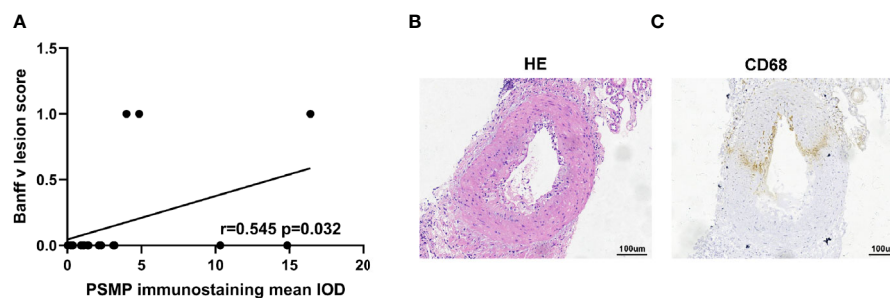 A
B
C
HE
CD68
Banff v lesion score
1.5
1.0
0.5
0.0
r=0.545 p=0.032
0
5
10
15
20
PSMP immunostaining mean IOD
100um
100um